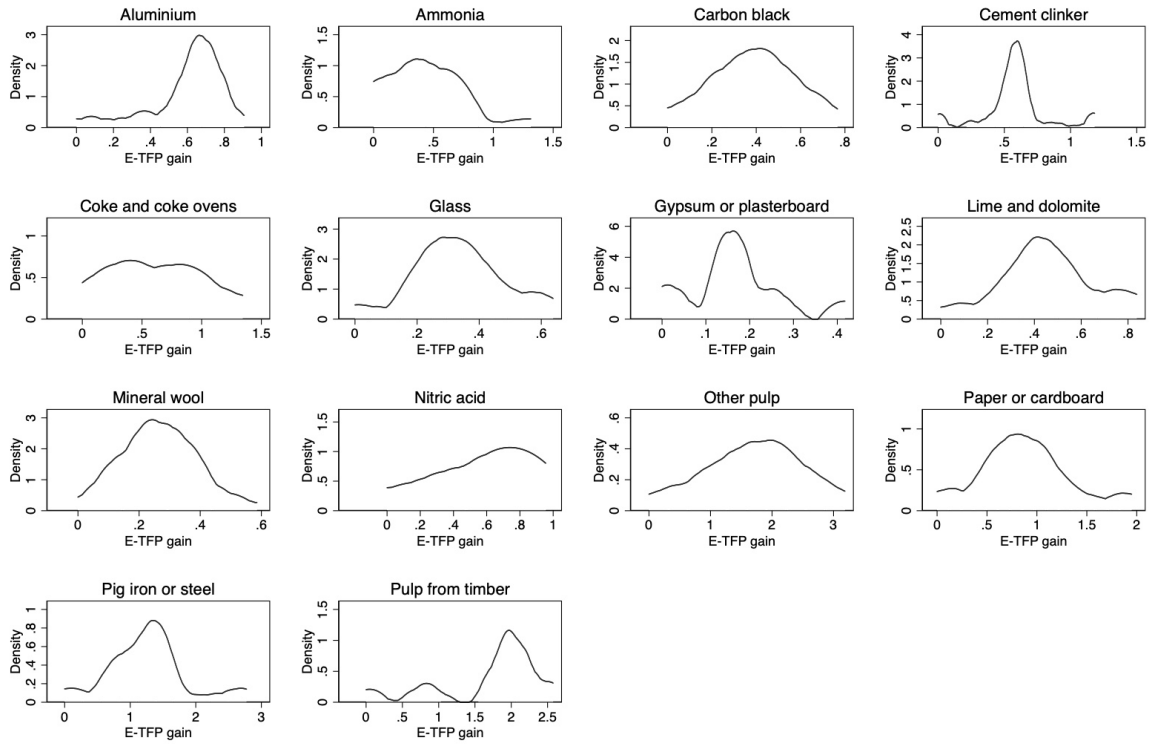 Aluminium
Density
0 1 2 3
0 .2 .4 .6 .8 1
E-TFP gain
Ammonia
Density
0 .5 1 1.5
0 .5 1 1.5
E-TFP gain
Carbon black
Density
0 .5 1 1.5 2
0 .2 .4 .6 .8
E-TFP gain
Cement clinker
Density
0 1 2 3 4
0 .5 1 1.5
E-TFP gain
Coke and coke ovens
Density
0 .5 1
0 .5 1 1.5
E-TFP gain
Glass
Density
0 1 2 3
0 .2 .4 .6
E-TFP gain
Gypsum or plasterboard
Density
0 2 4 6
0 .1 .2 .3 .4
E-TFP gain
Lime and dolomite
Density
0 .5 1 1.5 2 2.5
0 .2 .4 .6 .8
E-TFP gain
Mineral wool
Density
0 1 2 3
0 .2 .4 .6
E-TFP gain
Nitric acid
Density
0 .5 1 1.5
0 .2 .4 .6 .8 1
E-TFP gain
Other pulp
Density
0 .2 .4 .6
0 1 2 3
E-TFP gain
Paper or cardboard
Density
0 .5 1
0 .5 1 1.5 2
E-TFP gain
Pig iron or steel
Density
0 .2 .4 .6 .8 1
0 1 2 3
E-TFP gain
Pulp from timber
Density
0 .5 1 1.5
0 .5 1 1.5 2 2.5
E-TFP gain